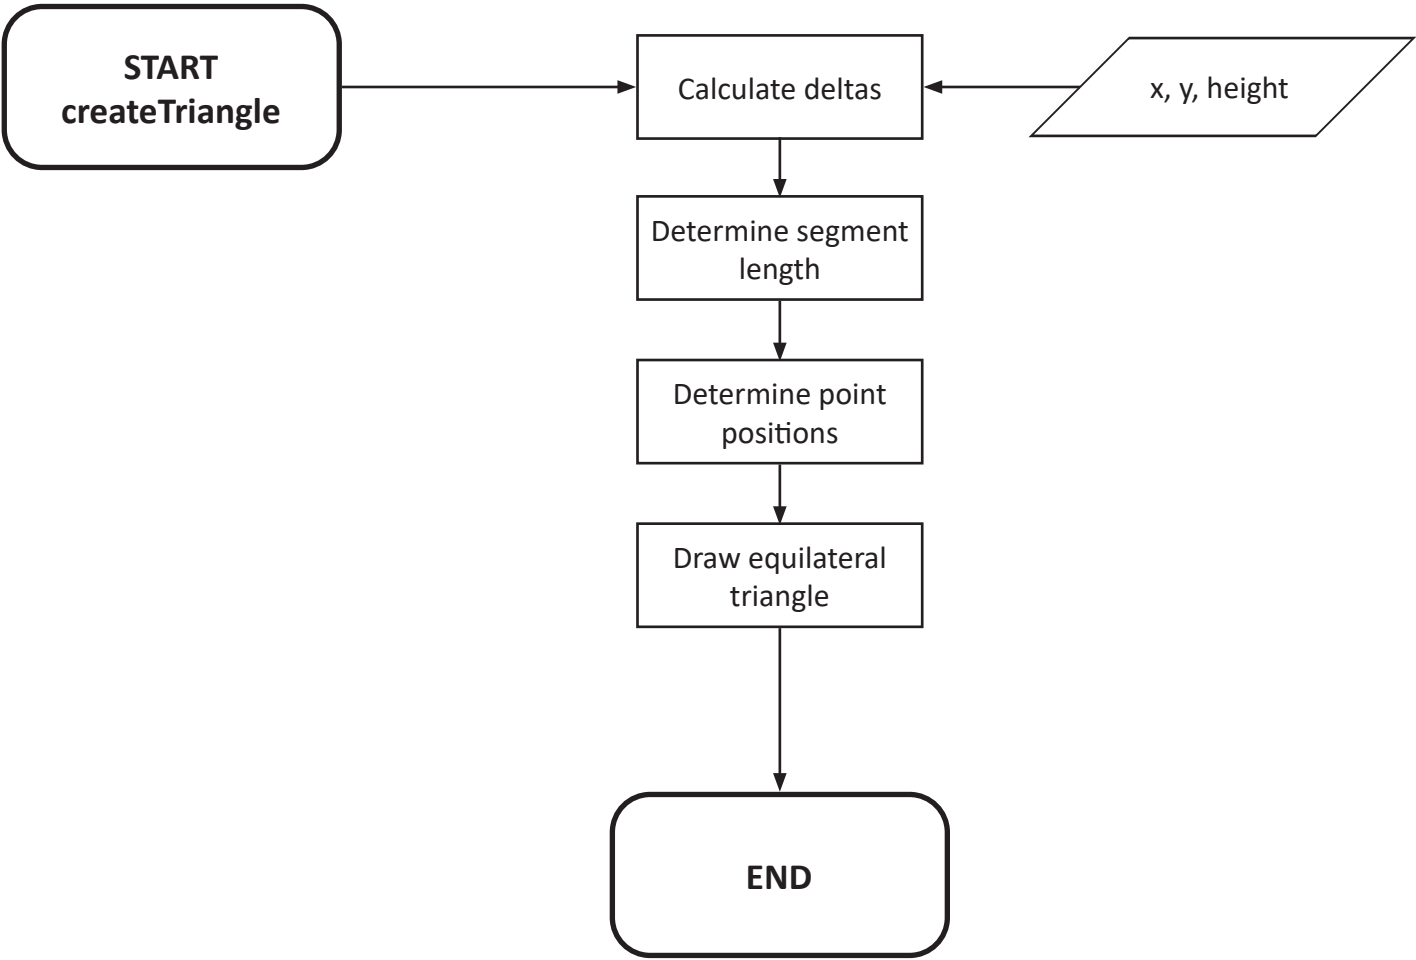 START
createTriangle
Calculate deltas
x, y, height
Determine segment
length
Determine point
positions
Draw equilateral
triangle
END